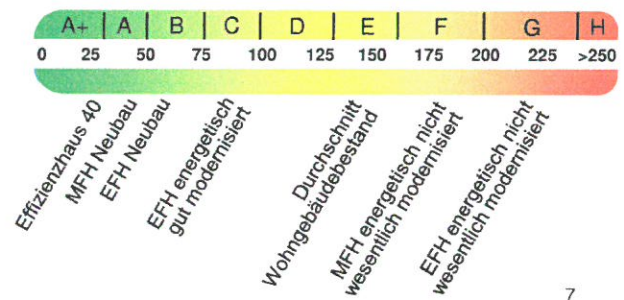 A+ A B C D E F G H
0 25 50 75 100 125 150 175 200 225 >250
Effizienzhaus 40
MFH Neubau
EFH Neubau
EFH energetisch
gut modernisiert
Durchschnitt
Wohngebäudebestand
MFH energetisch nicht
wesentlich modernisiert
EFH energetisch nicht
wesentlich modernisiert
7